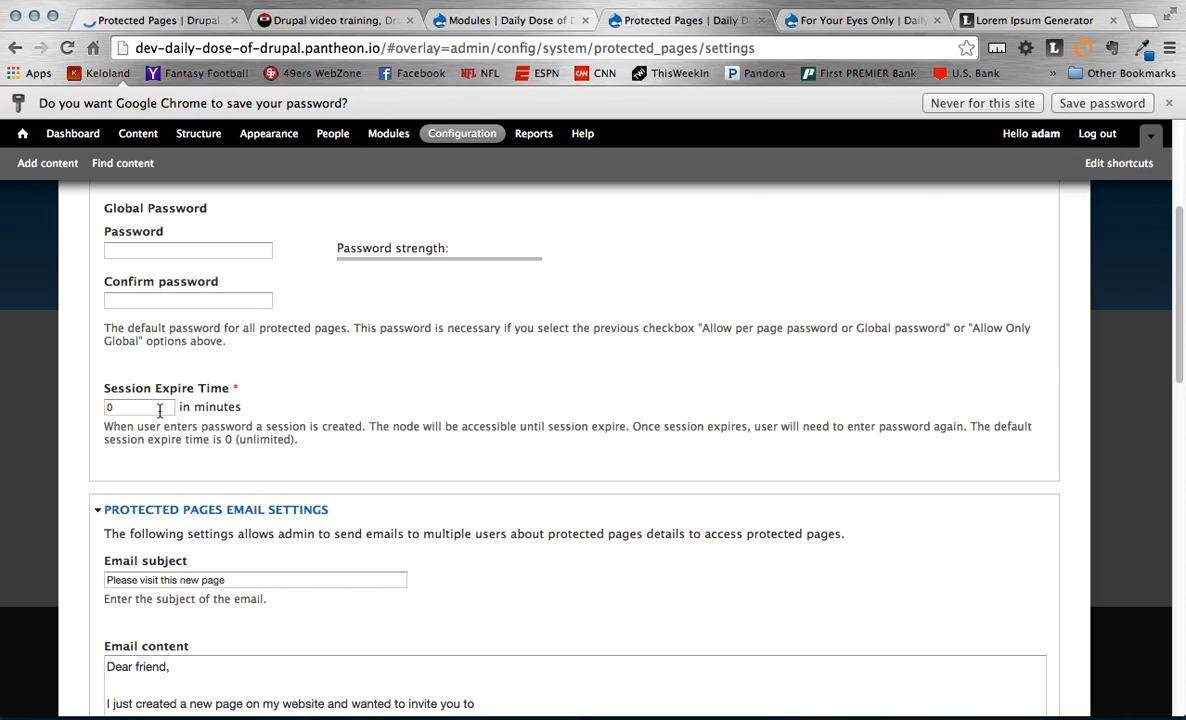 Protected Pages | Drupal.
Drupal video training, Dr
Modules | Daily Dose of D
Protected Pages | Daily D
For Your Eyes Only | Daily
Lorem Ipsum Generator
dev-daily-dose-of-drupal.pantheon.io/#overlay=admin/config/system/protected_pages/settings
Apps Keloland Fantasy Football 49ers WebZone Facebook NFL ESPN CNN ThisWeekIn Pandora First PREMIER Bank U.S. Bank » Other Bookmarks
Do you want Google Chrome to save your password? Never for this site Save password
Dashboard Content Structure Appearance People Modules Configuration Reports Help Hello adam Log out
Add content Find content Edit shortcuts
Global Password
Password
Password strength:
Confirm password
The default password for all protected pages. This password is necessary if you select the previous checkbox "Allow per page password or Global password" or "Allow Only
Global" options above.
Session Expire Time *
0 in minutes
When user enters password a session is created. The node will be accessible until session expire. Once session expires, user will need to enter password again. The default
session expire time is 0 (unlimited).
PROTECTED PAGES EMAIL SETTINGS
The following settings allows admin to send emails to multiple users about protected pages details to access protected pages.
Email subject
Please visit this new page
Enter the subject of the email.
Email content
Dear friend,
I just created a new page on my website and wanted to invite you to